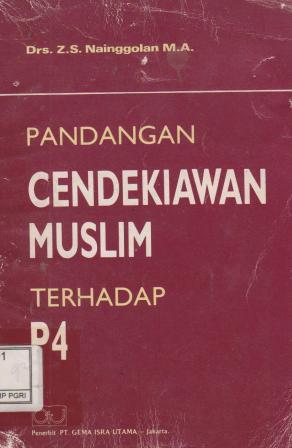 Drs. Z.S. Nainggolan M.A.
PANDANGAN
CENDEKIAWAN
MUSLIM
TERHADAP
P4
Penerbit PT. GEMA ISRA UTAMA – Jakarta.